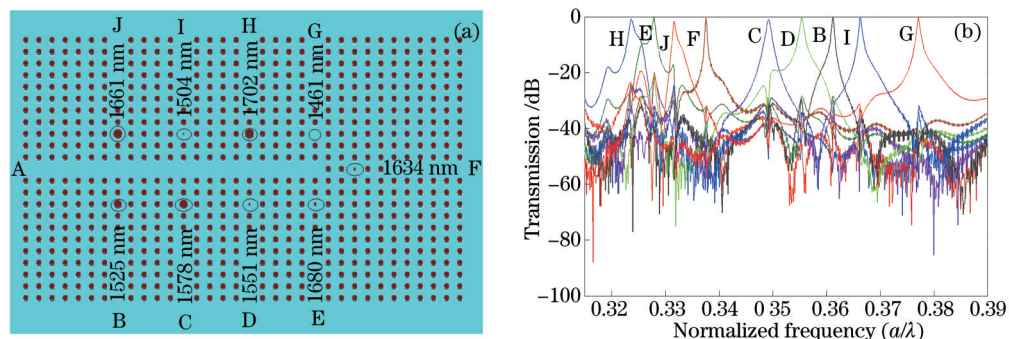 J I H G (a)
1661 nm 1504 nm 1702 nm 1461 nm
A 1634 nm F
1525 nm 1578 nm 1551 nm 1680 nm
B C D E
(b)
H E J F C D B I G
Transmission /dB
0
−20
−40
−60
−80
−100
0.32 0.33 0.34 0 35 0.36 0.37 0.38 0.39
Normalized frequency (a/λ)